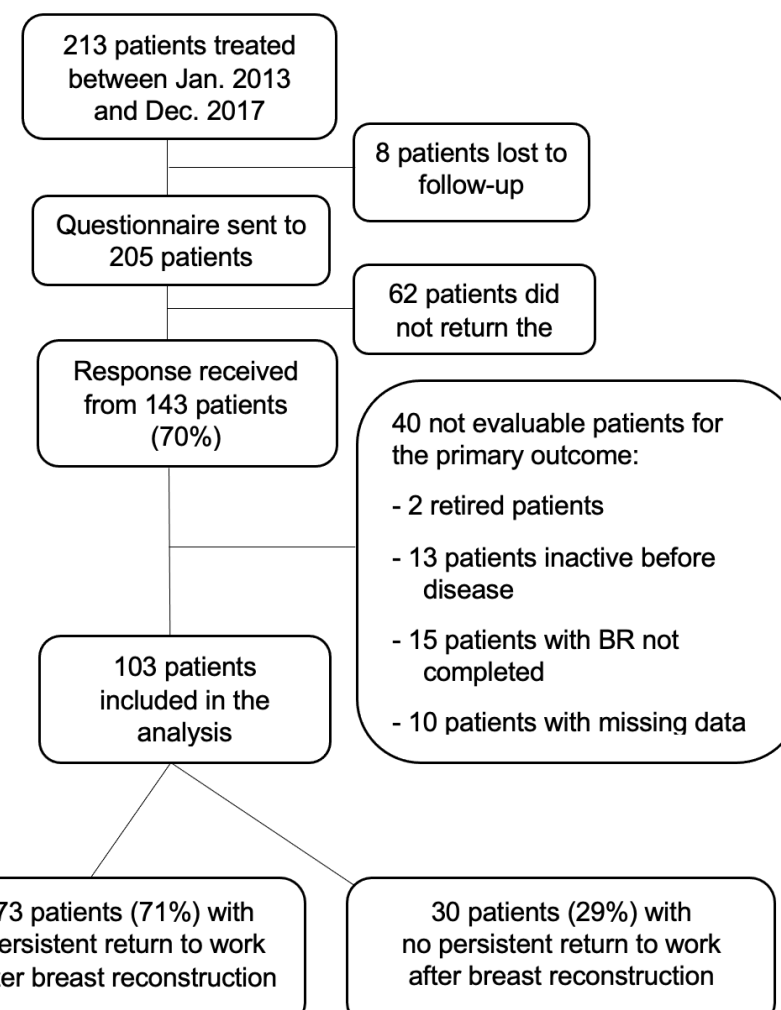 213 patients treated
between Jan. 2013
and Dec. 2017
8 patients lost to
follow-up
Questionnaire sent to
205 patients
62 patients did
not return the
Response received
from 143 patients
(70%)
40 not evaluable patients for
the primary outcome:
- 2 retired patients
- 13 patients inactive before
disease
- 15 patients with BR not
completed
- 10 patients with missing data
103 patients
included in the
analysis
73 patients (71%) with
ersistent return to work
ter breast reconstruction
30 patients (29%) with
no persistent return to work
after breast reconstruction